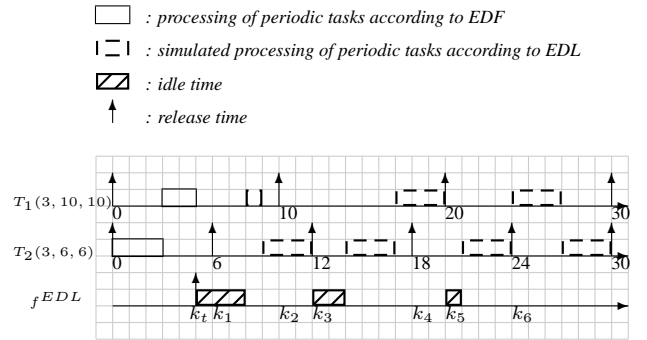 : processing of periodic tasks according to EDF
: simulated processing of periodic tasks according to EDL
: idle time
: release time
T1(3, 10, 10)
0 10 20 30
T2(3, 6, 6)
0 6 12 18 24 30
f^EDL
kt k1 k2 k3 k4 k5 k6